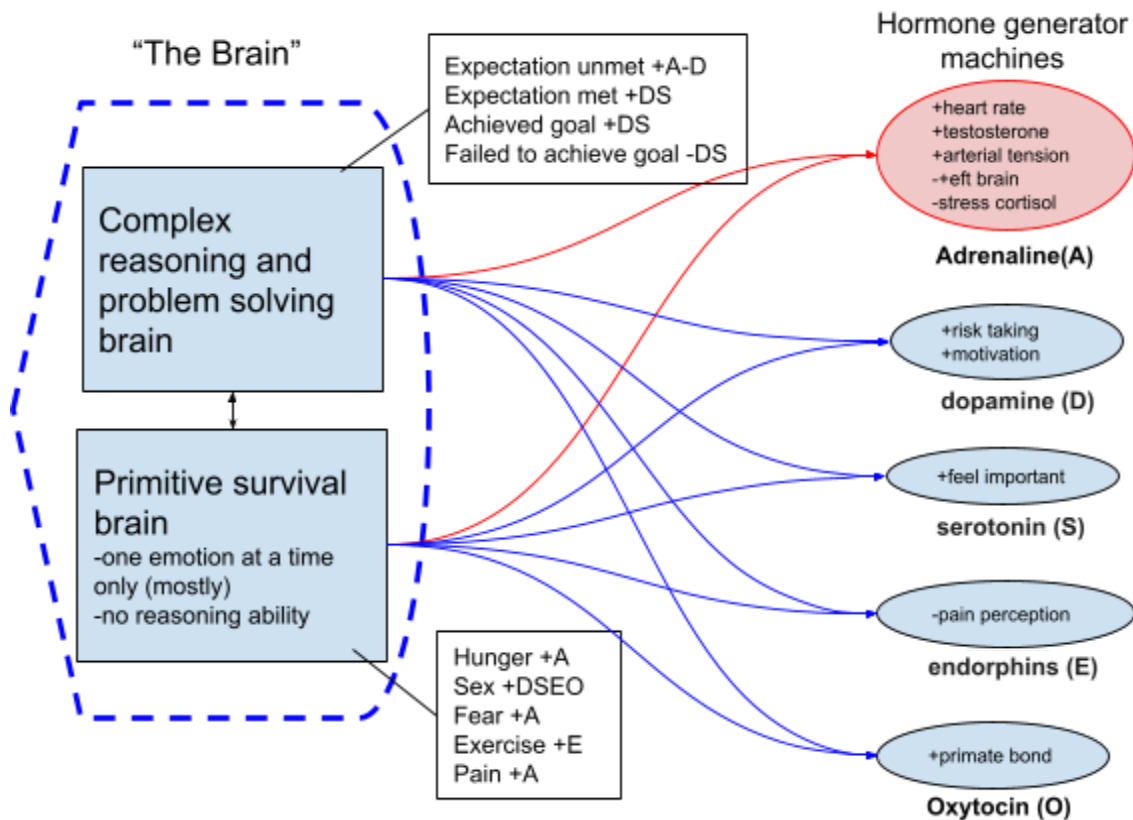 “The Brain”
Expectation unmet +A-D
Expectation met +DS
Achieved goal +DS
Failed to achieve goal -DS
Hormone generator
machines
+heart rate
+testosterone
+arterial tension
-+eft brain
-stress cortisol
Adrenaline(A)
Complex
reasoning and
problem solving
brain
+risk taking
+motivation
dopamine (D)
Primitive survival
brain
-one emotion at a time
only (mostly)
-no reasoning ability
+feel important
serotonin (S)
-pain perception
endorphins (E)
Hunger +A
Sex +DSEO
Fear +A
Exercise +E
Pain +A
+primate bond
Oxytocin (O)